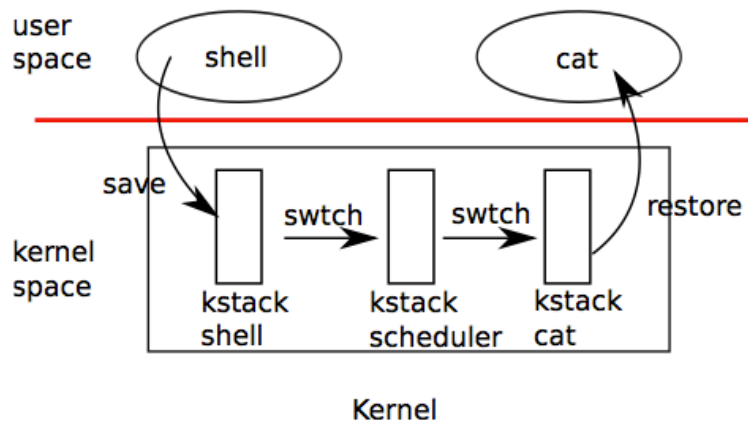 user
space
shell
cat
save
swtch
swtch
restore
kernel
space
kstack
shell
kstack
scheduler
kstack
cat
Kernel